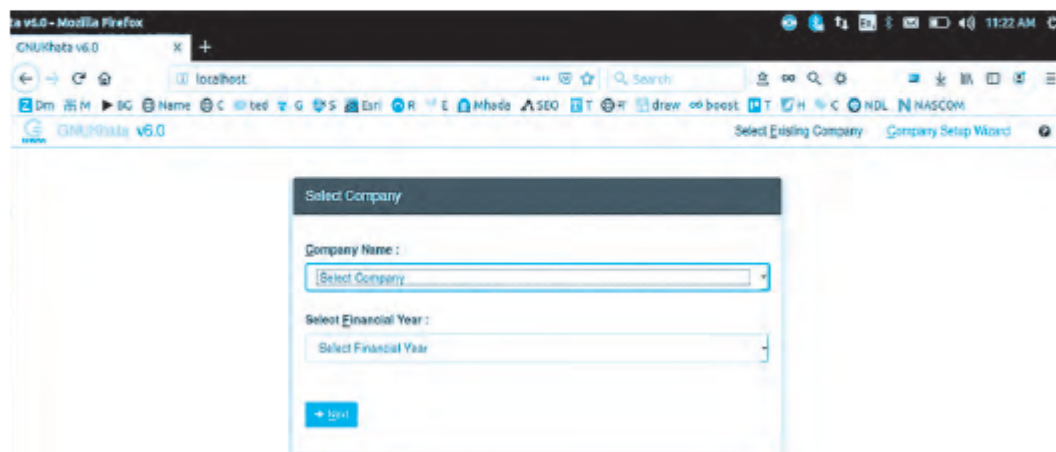 a v6.0 - Mozilla Firefox
En
11:22 AM
GNUKhata v6.0
localhost
Search
Dm M BG Name C ted G S Esri R E Mhada SEO T R drew boost T H C NDL NASCOM
GNUKhata v6.0
Select Existing Company
Company Setup Wizard
Select Company
Company Name :
Select Company
Select Financial Year :
Select Financial Year
Next